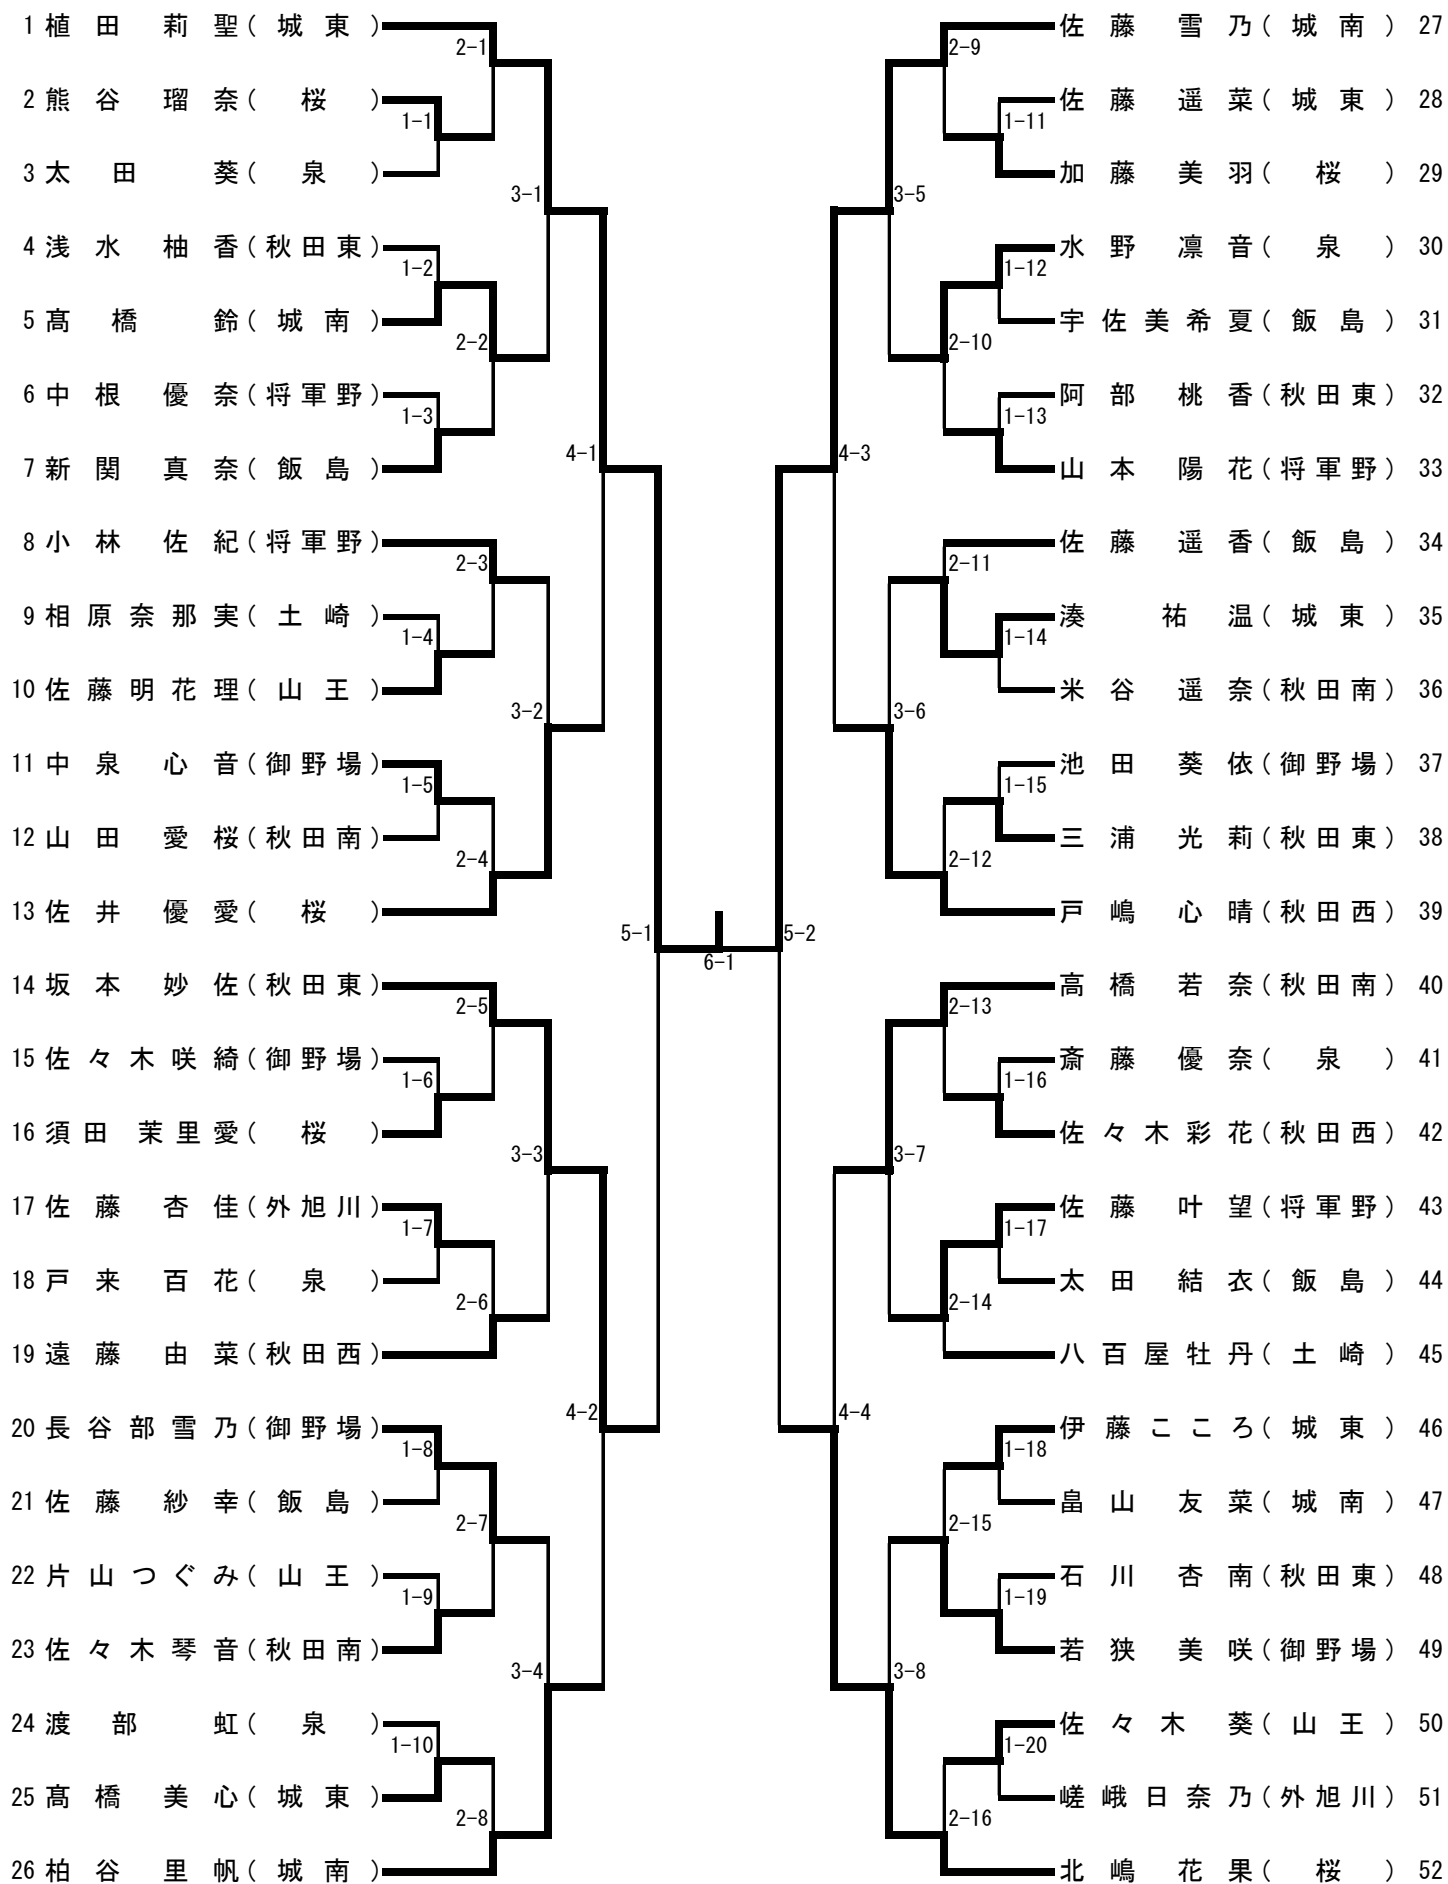 1 植田 莉聖(城東)
2-1
2 熊谷 瑠奈(桜)
1-1
3 太田 葵(泉)
3-1
4 浅水 柚香(秋田東)
1-2
5 髙橋 鈴(城南)
2-2
6 中根 優奈(将軍野)
1-3
7 新関 真奈(飯島)
4-1
8 小林 佐紀(将軍野)
2-3
9 相原奈那実(土崎)
1-4
10 佐藤明花理(山王)
3-2
11 中泉 心音(御野場)
1-5
12 山田 愛桜(秋田南)
2-4
13 佐井 優愛(桜)
5-1
14 坂本 妙佐(秋田東)
2-5
15 佐々木咲綺(御野場)
1-6
16 須田 茉里愛(桜)
3-3
17 佐藤 杏佳(外旭川)
1-7
18 戸来 百花(泉)
2-6
19 遠藤 由菜(秋田西)
4-2
20 長谷部雪乃(御野場)
1-8
21 佐藤 紗幸(飯島)
2-7
22 片山つぐみ(山王)
1-9
23 佐々木琴音(秋田南)
3-4
24 渡部 虹(泉)
1-10
25 髙橋 美心(城東)
2-8
26 柏谷 里帆(城南)
6-1
佐藤 雪乃(城南) 27
2-9
佐藤 遥菜(城東) 28
1-11
加藤 美羽(桜) 29
3-5
水野 凛音(泉) 30
1-12
宇佐美希夏(飯島) 31
2-10
阿部 桃香(秋田東) 32
1-13
山本 陽花(将軍野) 33
4-3
佐藤 遥香(飯島) 34
2-11
湊 祐温(城東) 35
1-14
米谷 遥奈(秋田南) 36
3-6
池田 葵依(御野場) 37
1-15
三浦 光莉(秋田東) 38
2-12
戸嶋 心晴(秋田西) 39
5-2
高橋 若奈(秋田南) 40
2-13
斎藤 優奈(泉) 41
1-16
佐々木彩花(秋田西) 42
3-7
佐藤 叶望(将軍野) 43
1-17
太田 結衣(飯島) 44
2-14
八百屋牡丹(土崎) 45
4-4
伊藤こころ(城東) 46
1-18
畠山 友菜(城南) 47
2-15
石川 杏南(秋田東) 48
1-19
若狭 美咲(御野場) 49
3-8
佐々木 葵(山王) 50
1-20
嵯峨日奈乃(外旭川) 51
2-16
北嶋 花果(桜) 52